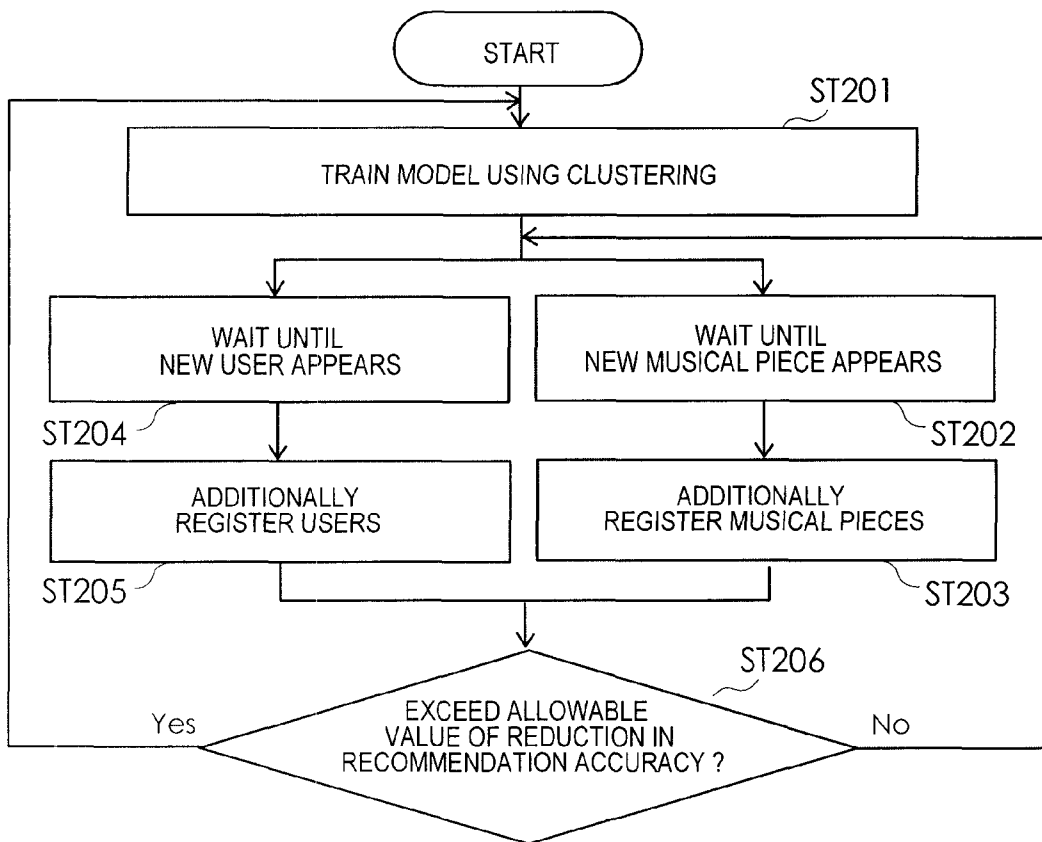 START
ST201
TRAIN MODEL USING CLUSTERING
WAIT UNTIL
NEW USER APPEARS
WAIT UNTIL
NEW MUSICAL PIECE APPEARS
ST204
ST202
ADDITIONALLY
REGISTER USERS
ADDITIONALLY
REGISTER MUSICAL PIECES
ST205
ST203
ST206
EXCEED ALLOWABLE
VALUE OF REDUCTION IN
RECOMMENDATION ACCURACY ?
Yes
No